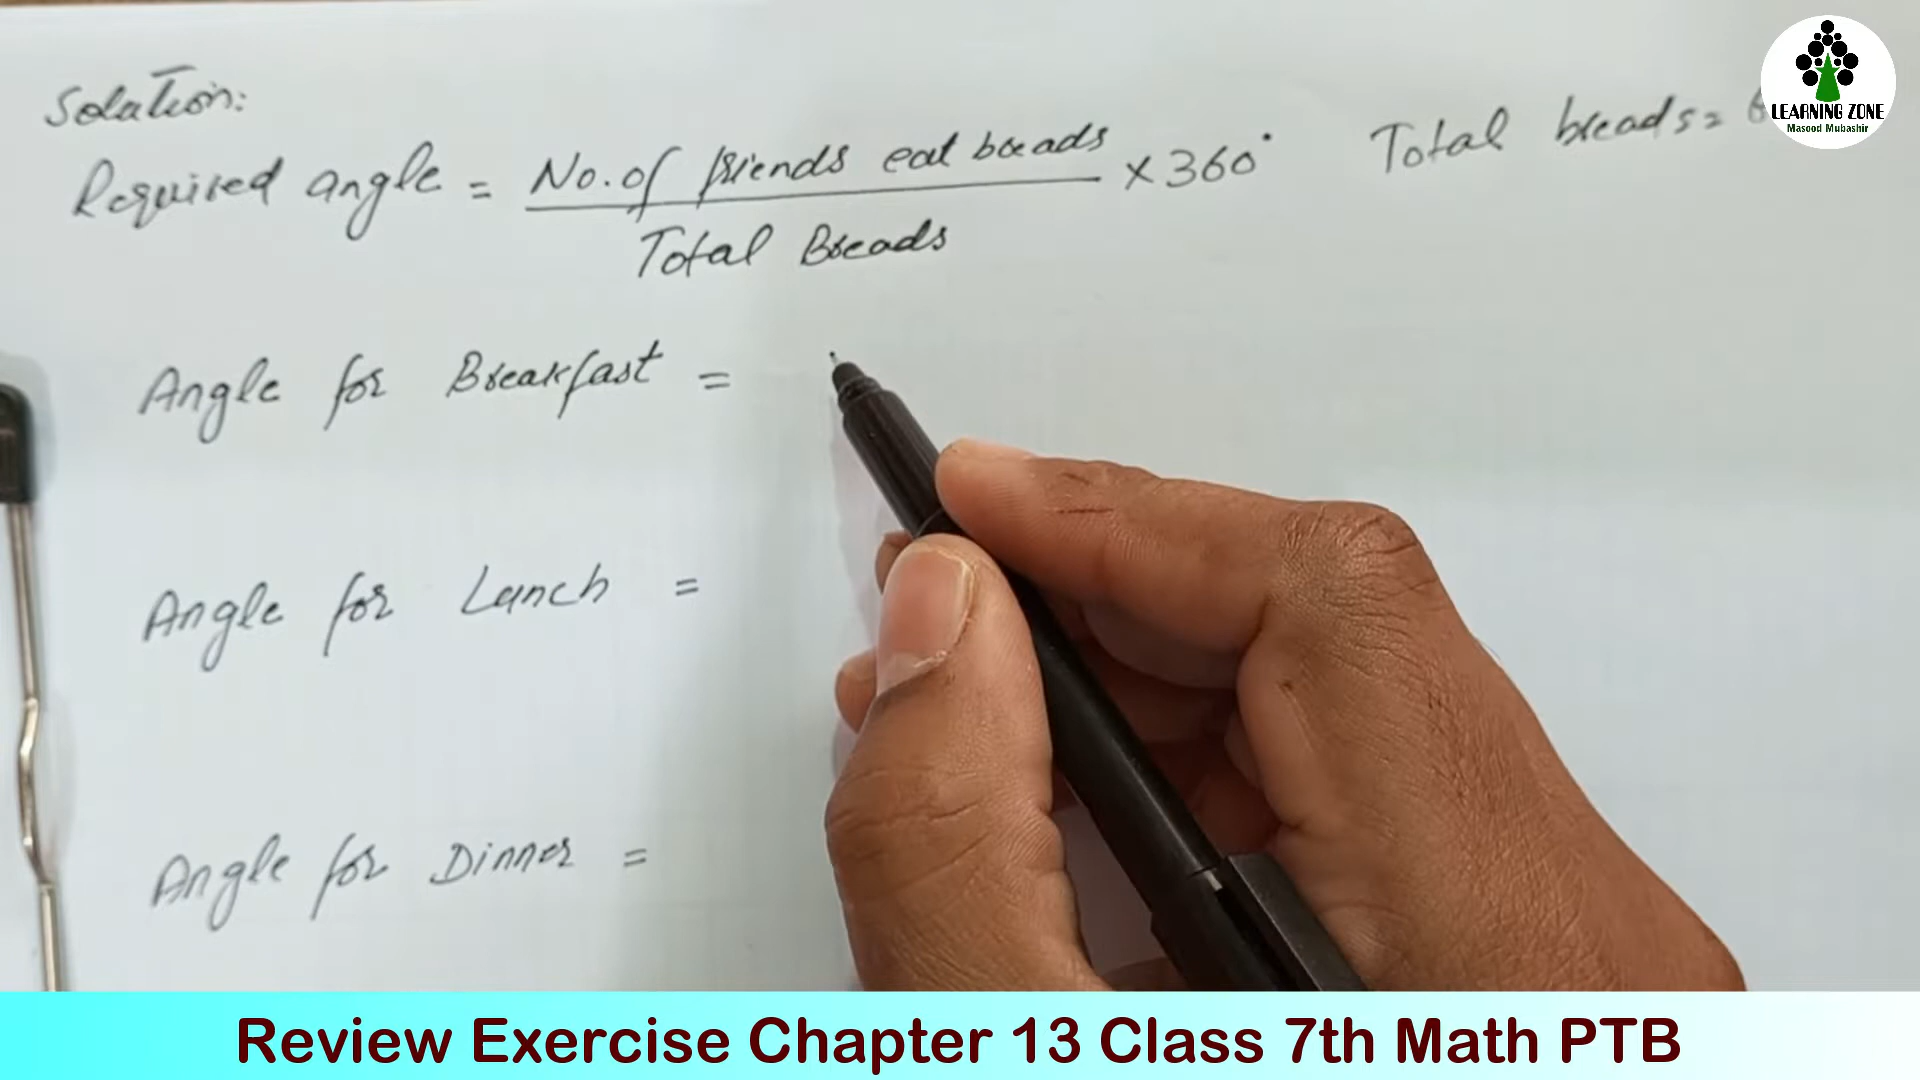 Solution:
Required angle = No. of friends eat breads / Total Breads × 360° Total breads =
Angle for Breakfast =
Angle for Lunch =
Angle for Dinner =
LEARNING ZONE
Masood Mubashir
Review Exercise Chapter 13 Class 7th Math PTB